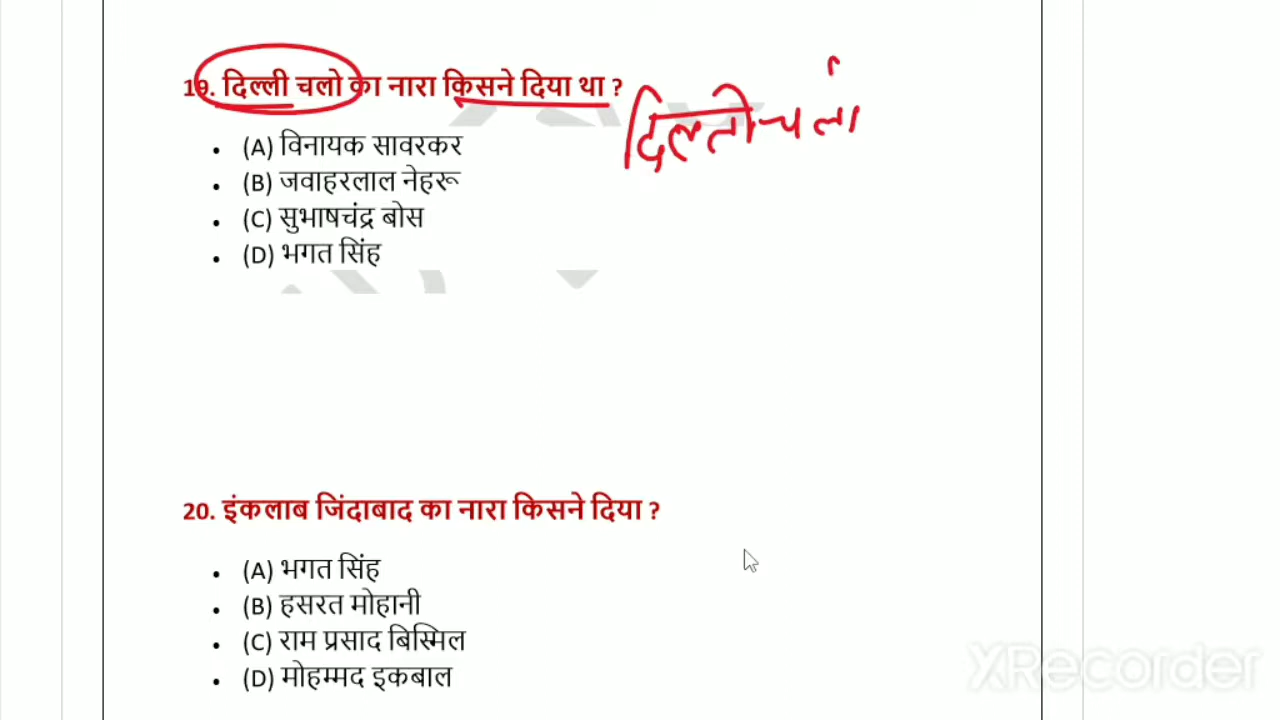 19. दिल्ली चलो का नारा किसने दिया था ?
दिल्ली चलो
• (A) विनायक सावरकर
• (B) जवाहरलाल नेहरू
• (C) सुभाषचंद्र बोस
• (D) भगत सिंह
20. इंकलाब जिंदाबाद का नारा किसने दिया ?
• (A) भगत सिंह
• (B) हसरत मोहानी
• (C) राम प्रसाद बिस्मिल
• (D) मोहम्मद इकबाल
XRecorder